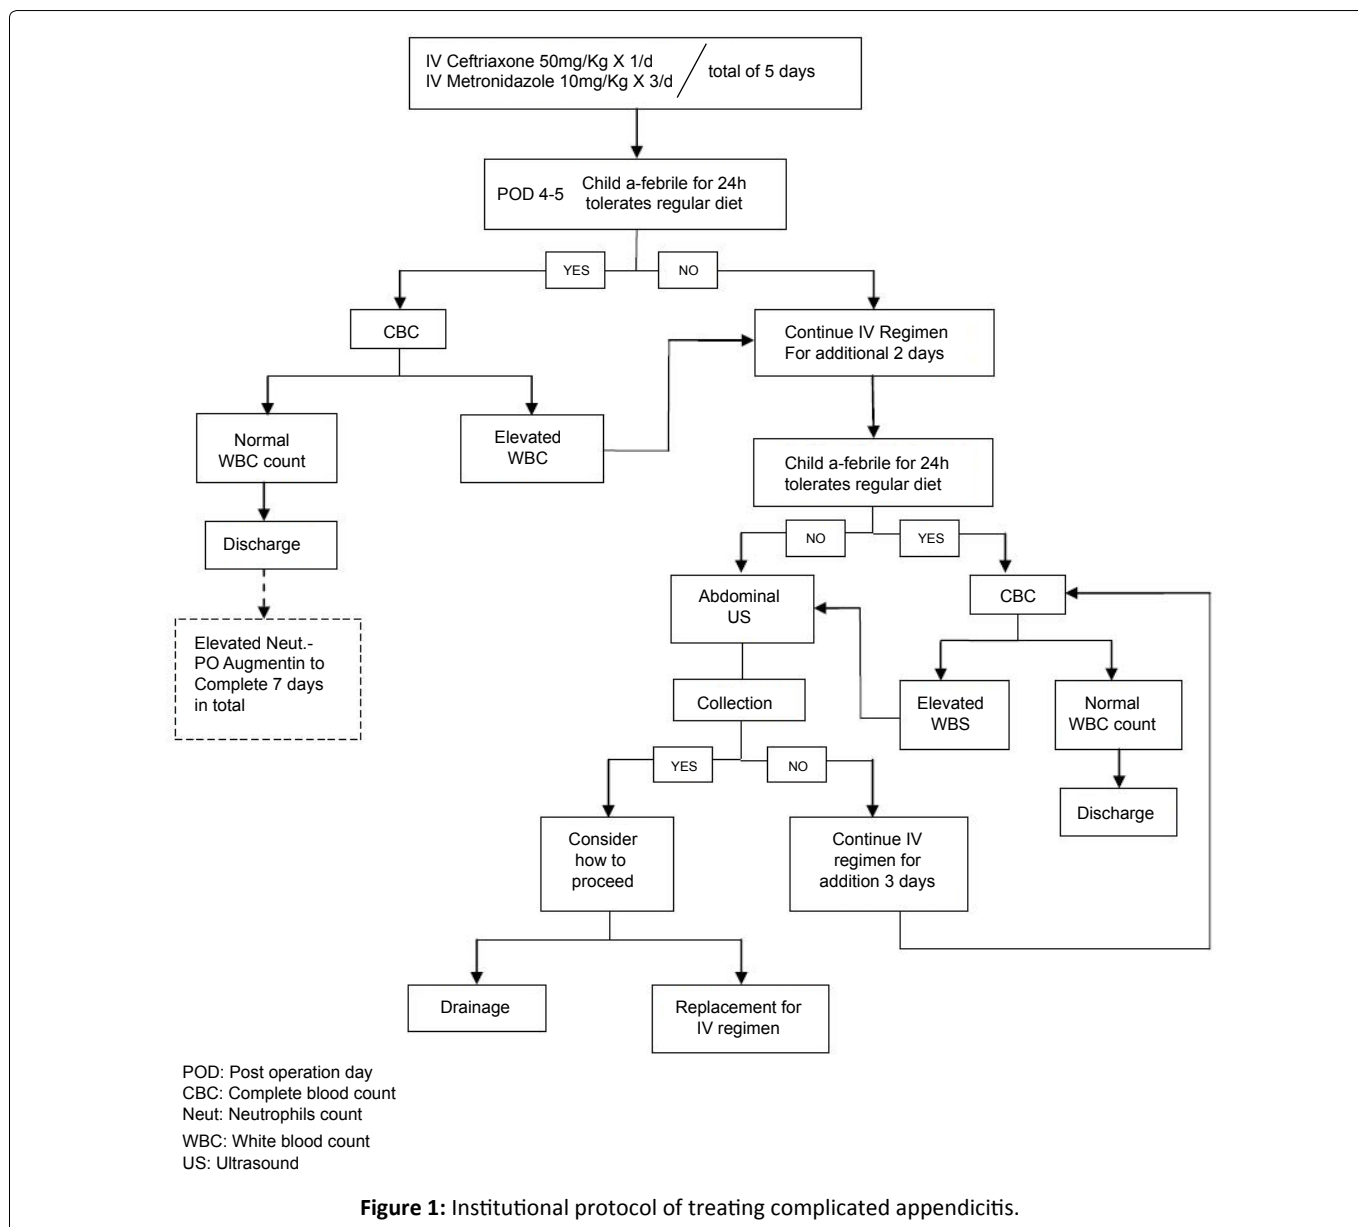 IV Ceftriaxone 50mg/Kg X 1/d
IV Metronidazole 10mg/Kg X 3/d
total of 5 days
POD 4-5
Child a-febrile for 24h
tolerates regular diet
YES
NO
CBC
Continue IV Regimen
For additional 2 days
Normal
WBC count
Elevated
WBC
Child a-febrile for 24h
tolerates regular diet
Discharge
NO
YES
Abdominal
US
CBC
Elevated Neut.-
PO Augmentin to
Complete 7 days
in total
Collection
Elevated
WBS
Normal
WBC count
YES
NO
Discharge
Consider
how to
proceed
Continue IV
regimen for
addition 3 days
Drainage
Replacement for
IV regimen
POD: Post operation day
CBC: Complete blood count
Neut: Neutrophils count
WBC: White blood count
US: Ultrasound
Figure 1: Institutional protocol of treating complicated appendicitis.